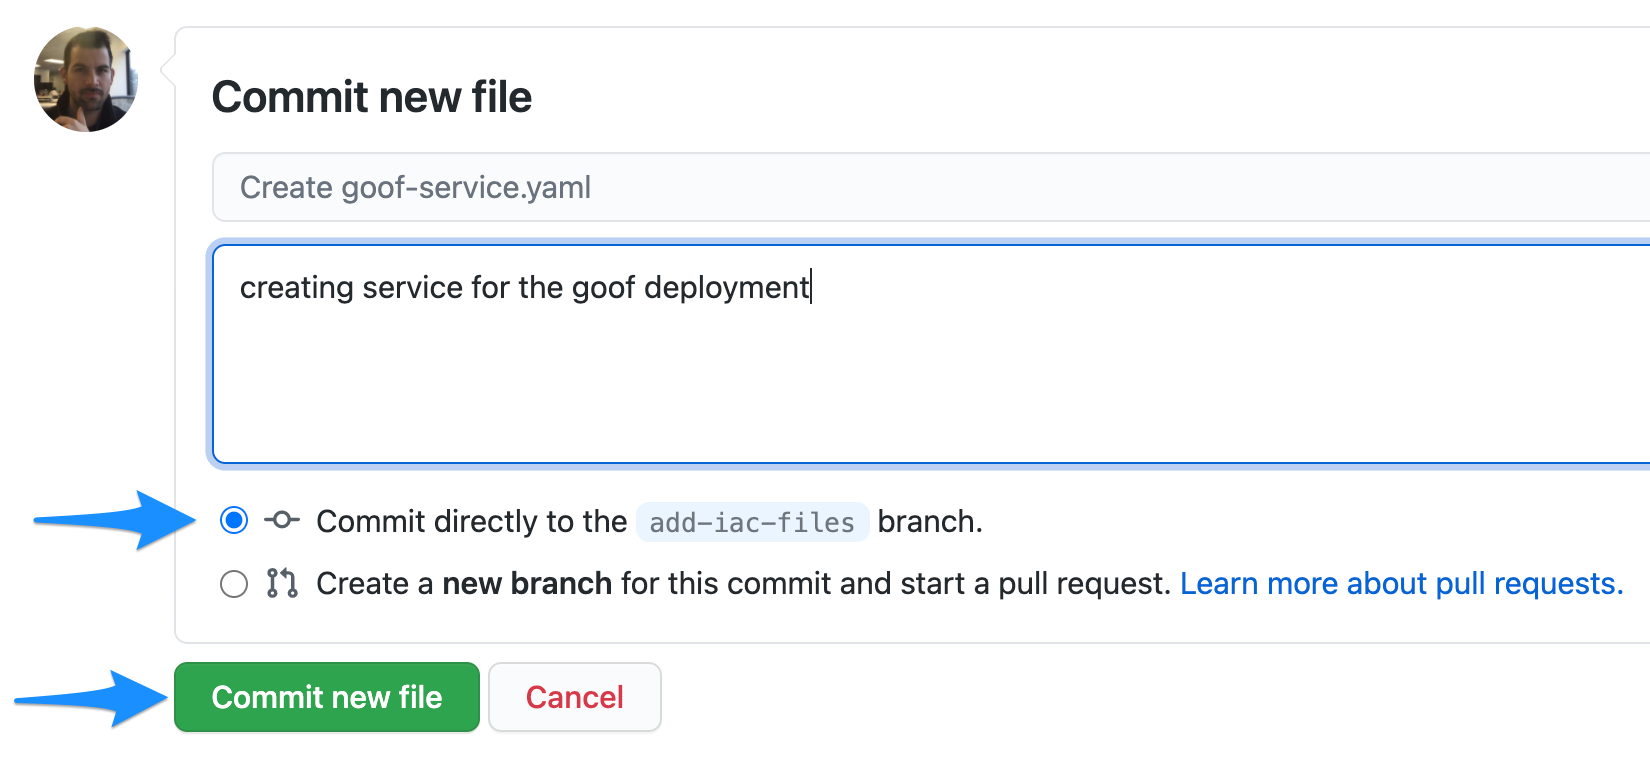 Commit new file
Create goof-service.yaml
creating service for the goof deployment
Commit directly to the add-iac-files branch.
Create a new branch for this commit and start a pull request. Learn more about pull requests.
Commit new file
Cancel